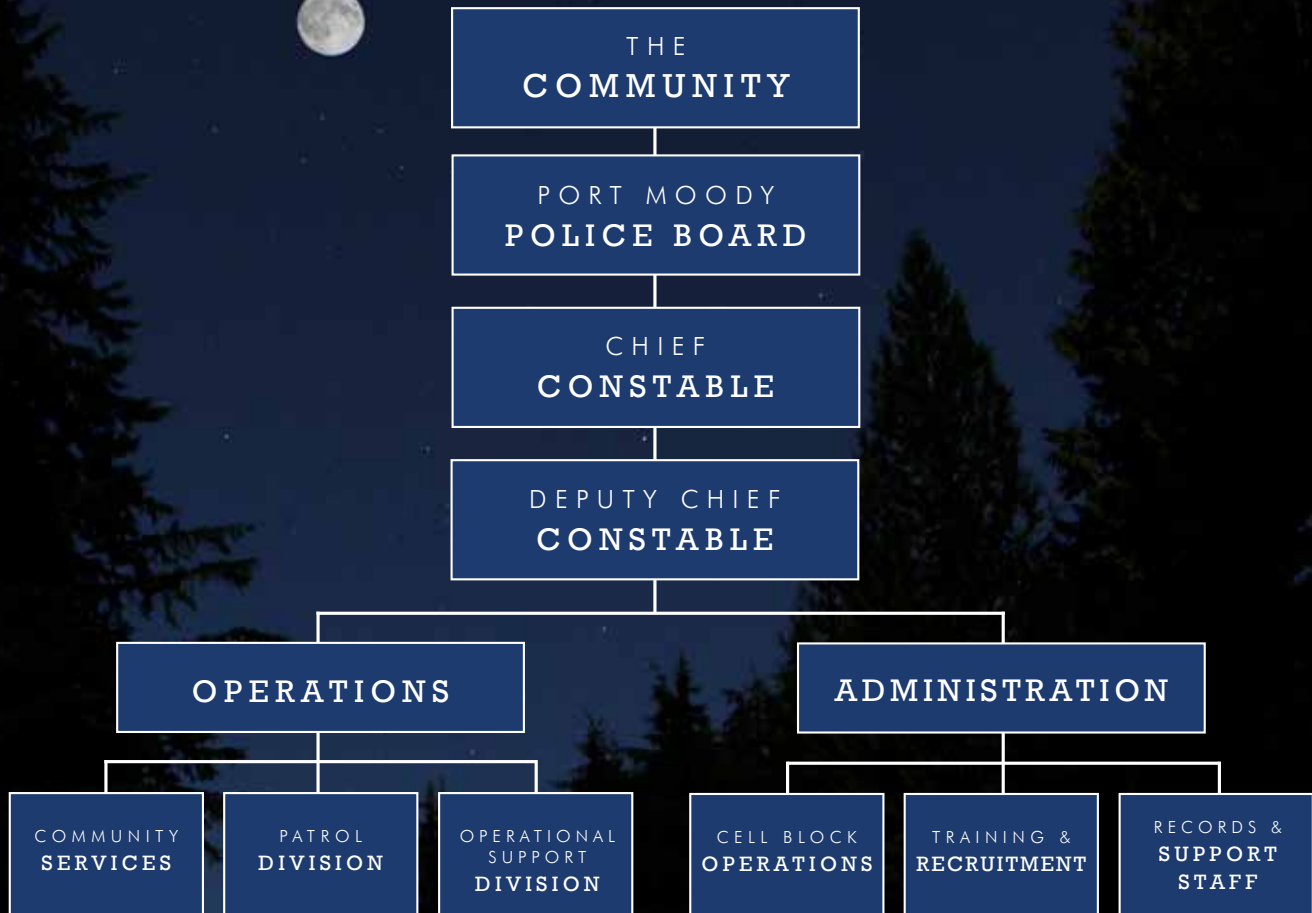 THE
COMMUNITY
PORT MOODY
POLICE BOARD
CHIEF
CONSTABLE
DEPUTY CHIEF
CONSTABLE
OPERATIONS
ADMINISTRATION
COMMUNITY
SERVICES
PATROL
DIVISION
OPERATIONAL
SUPPORT
DIVISION
CELL BLOCK
OPERATIONS
TRAINING &
RECRUITMENT
RECORDS &
SUPPORT
STAFF